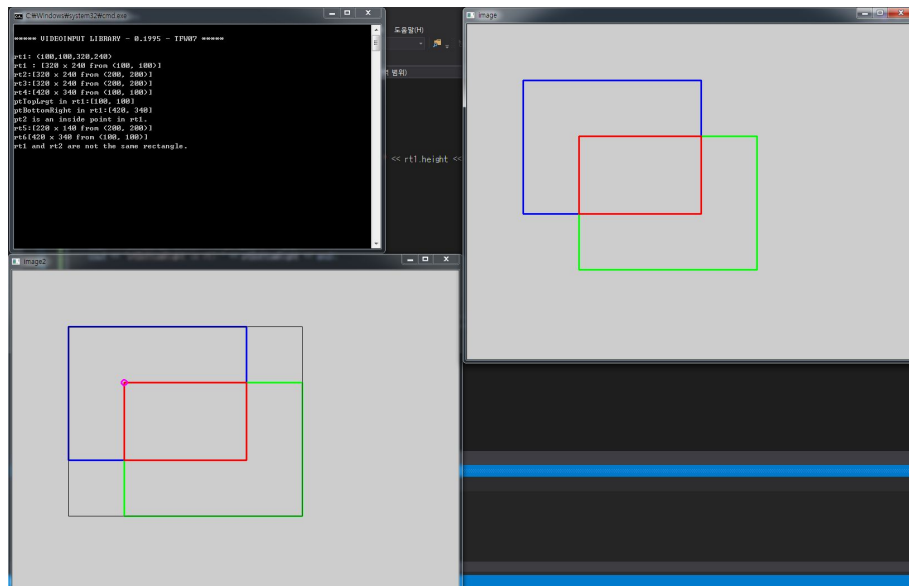 C:₩Windows₩system32₩cmd.exe
***** VIDEOINPUT LIBRARY - 0.1995 - TFW07 *****
rt1: (100,100,320,240)
rt1 : [320 x 240 from (100, 100)]
rt2:[320 x 240 from (200, 200)]
rt3:[320 x 240 from (200, 200)]
rt4:[420 x 340 from (100, 100)]
ptTopLrgt in rt1:[100, 100]
ptBottomRight in rt1:[420, 340]
pt2 is an inside point in rt1.
rt5:[220 x 140 from (200, 200)]
rt6[420 x 340 from (100, 100)]
rt1 and rt2 are not the same rectangle.
도움말(H)
범위)
<< rt1.height <<
image
image2